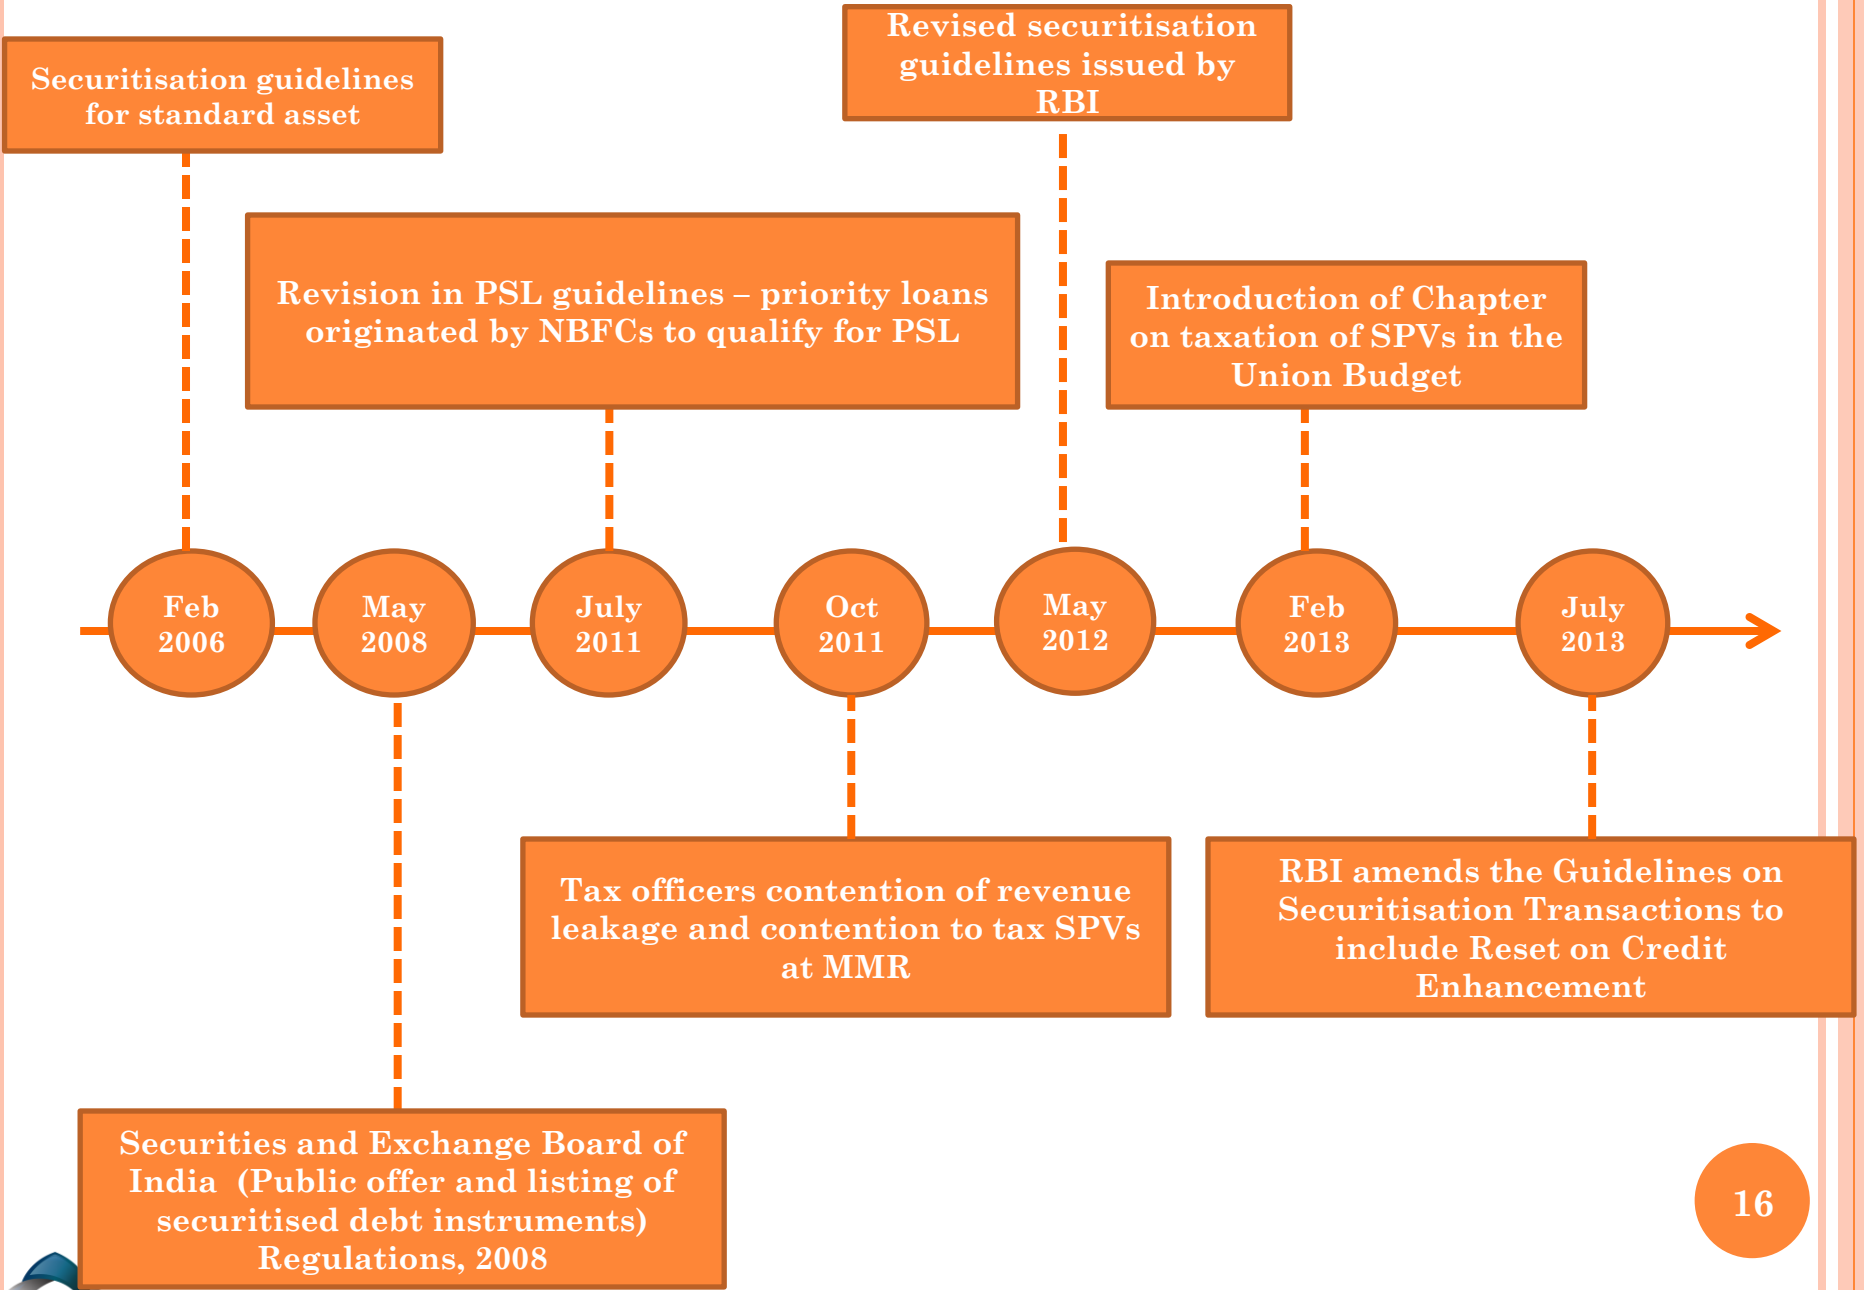 Revised securitisation
guidelines issued by
RBI
Securitisation guidelines
for standard asset
Revision in PSL guidelines – priority loans
originated by NBFCs to qualify for PSL
Introduction of Chapter
on taxation of SPVs in the
Union Budget
Feb
2006
May
2008
July
2011
Oct
2011
May
2012
Feb
2013
July
2013
Tax officers contention of revenue
leakage and contention to tax SPVs
at MMR
RBI amends the Guidelines on
Securitisation Transactions to
include Reset on Credit
Enhancement
Securities and Exchange Board of
India  (Public offer and listing of
securitised debt instruments)
Regulations, 2008
16